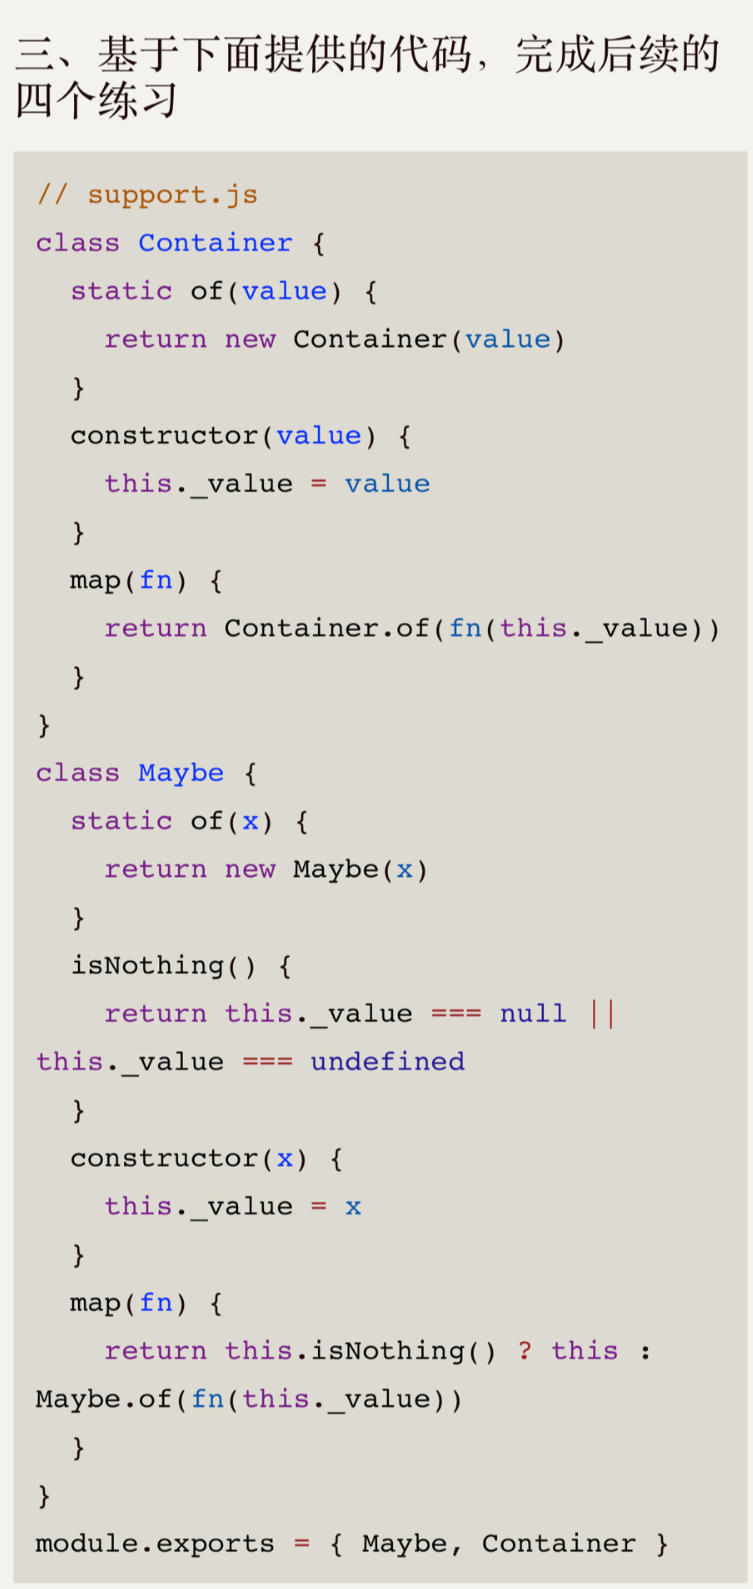 三、基于下面提供的代码，完成后续的
四个练习
// support.js
class Container {
  static of(value) {
    return new Container(value)
  }
  constructor(value) {
    this._value = value
  }
  map(fn) {
    return Container.of(fn(this._value))
  }
}
class Maybe {
  static of(x) {
    return new Maybe(x)
  }
  isNothing() {
    return this._value === null ||
this._value === undefined
  }
  constructor(x) {
    this._value = x
  }
  map(fn) {
    return this.isNothing() ? this :
Maybe.of(fn(this._value))
  }
}
module.exports = { Maybe, Container }